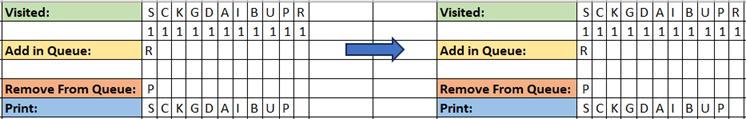 Visited: S C K G D A I B U P R Visited: S C K G D A I B U P R
1 1 1 1 1 1 1 1 1 1 1 1 1 1 1 1 1 1 1 1 1 1
Add in Queue: R Add in Queue: R
Remove From Queue: P Remove From Queue: P
Print: S C K G D A I B U P Print: S C K G D A I B U P